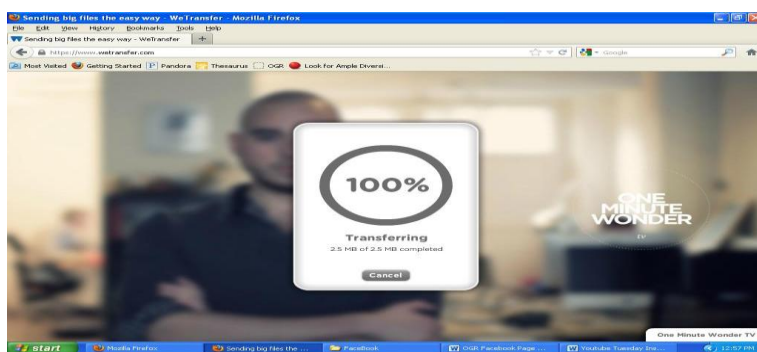 Sending big files the easy way - WeTransfer - Mozilla Firefox
File Edit View History Bookmarks Tools Help
Sending big files the easy way - WeTransfer +
https://www.wetransfer.com
Google
Most Visited Getting Started P Pandora Thesaurus OGR Look for Ample Diversi...
100%
Transferring
2.5 MB of 2.5 MB completed
Cancel
ONE
MINUTE
WONDER
TV
One Minute Wonder TV
start Mozilla Firefox Sending big files the ... FaceBook OGR Facebook Page ... Youtube Tuesday Ins... 12:57 PM